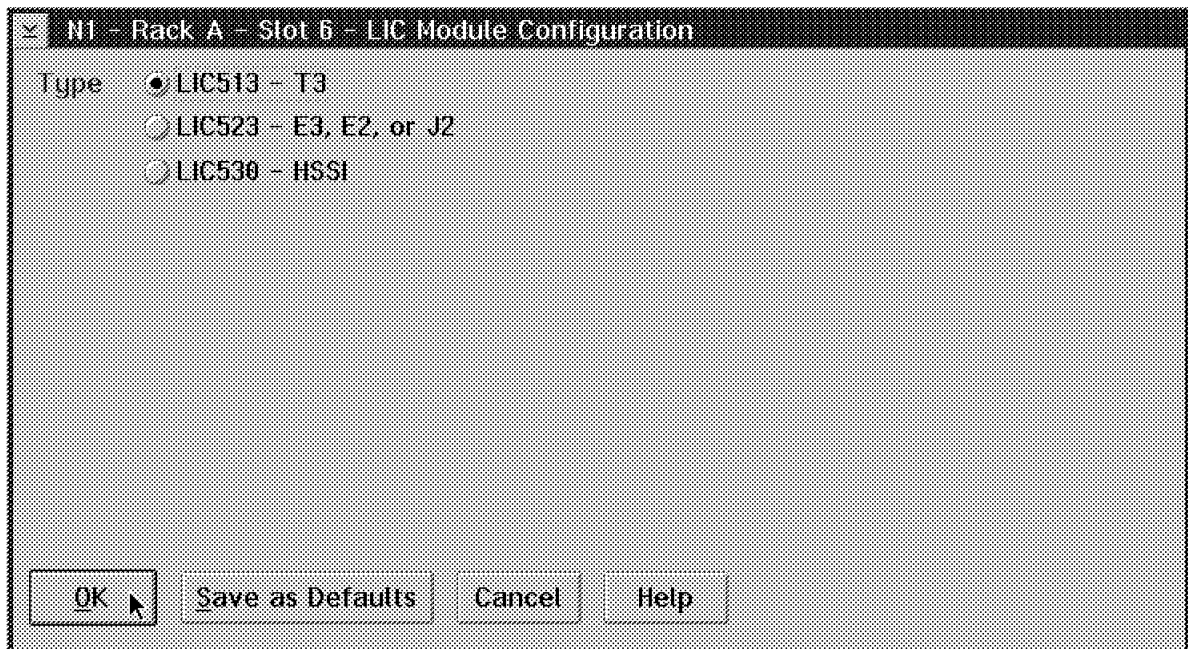 N1 - Rack A - Slot 6 - LIC Module Configuration
Type LIC513 - T3
LIC523 - E3, E2, or J2
LIC530 - HSSI
OK Save as Defaults Cancel Help